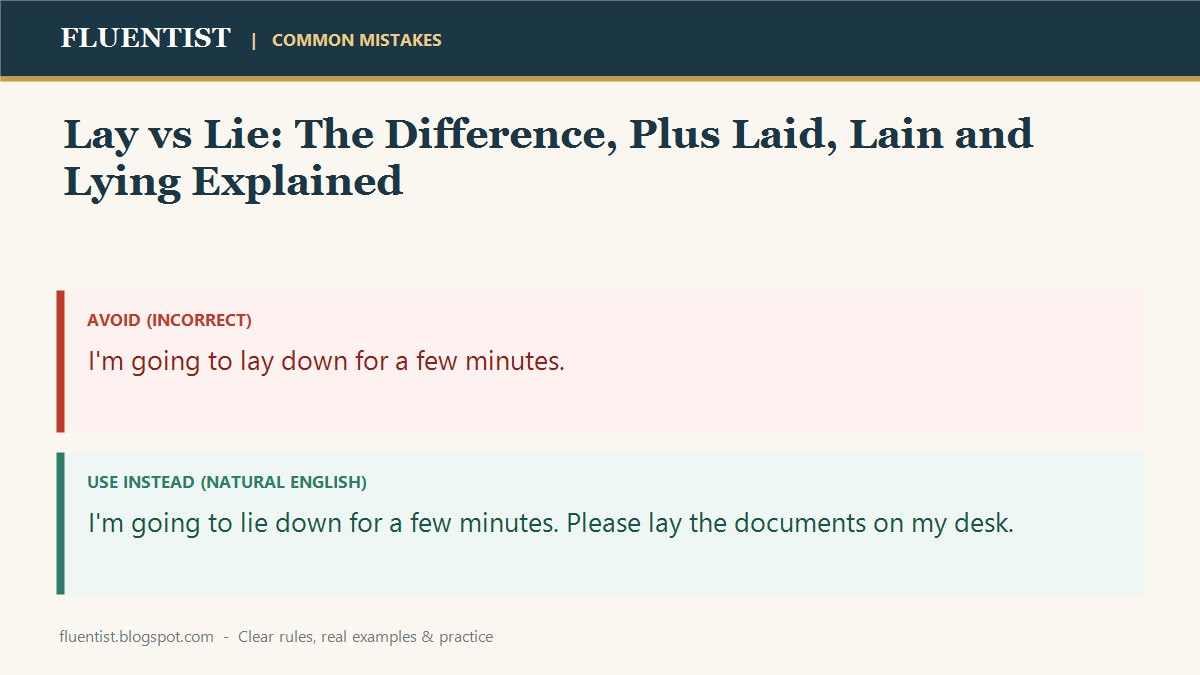 FLUENTIST | COMMON MISTAKES
Lay vs Lie: The Difference, Plus Laid, Lain and
Lying Explained
AVOID (INCORRECT)
I'm going to lay down for a few minutes.
USE INSTEAD (NATURAL ENGLISH)
I'm going to lie down for a few minutes. Please lay the documents on my desk.
fluentist.blogspot.com - Clear rules, real examples & practice